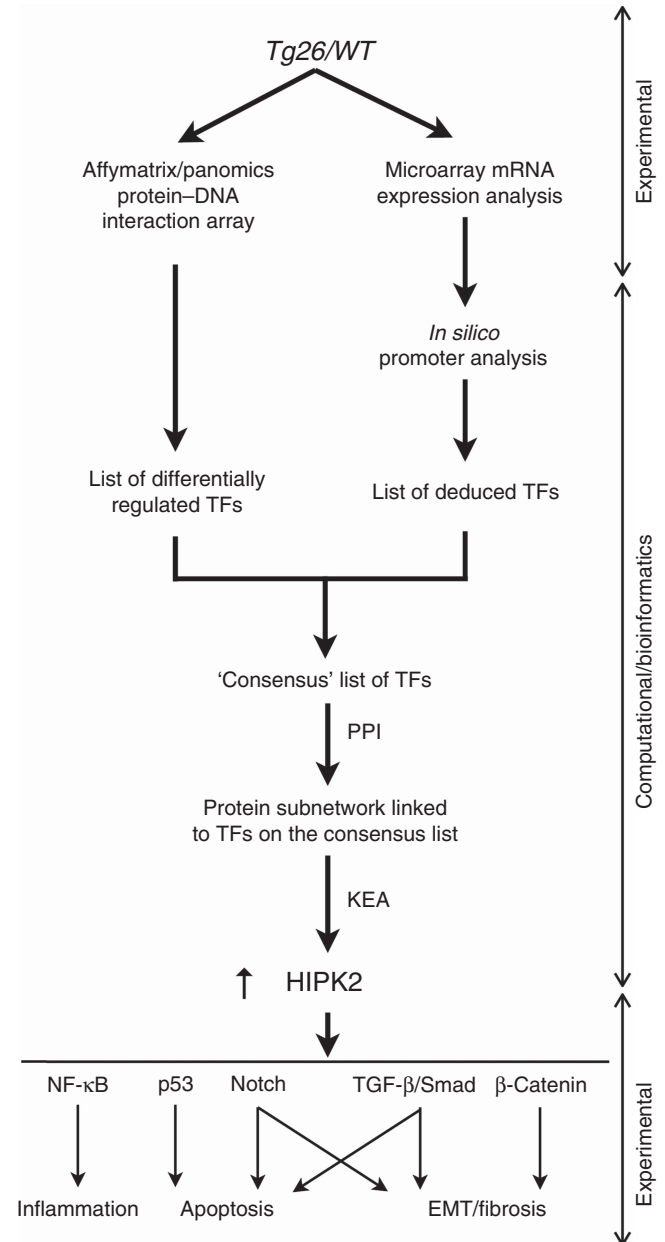 Tg26/WT
Affymatrix/panomics
protein–DNA
interaction array
Microarray mRNA
expression analysis
In silico
promoter analysis
List of differentially
regulated TFs
List of deduced TFs
‘Consensus’ list of TFs
PPI
Protein subnetwork linked
to TFs on the consensus list
KEA
↑ HIPK2
NF-κB p53 Notch TGF-β/Smad β-Catenin
Inflammation Apoptosis EMT/fibrosis
Experimental
Computational/bioinformatics
Experimental